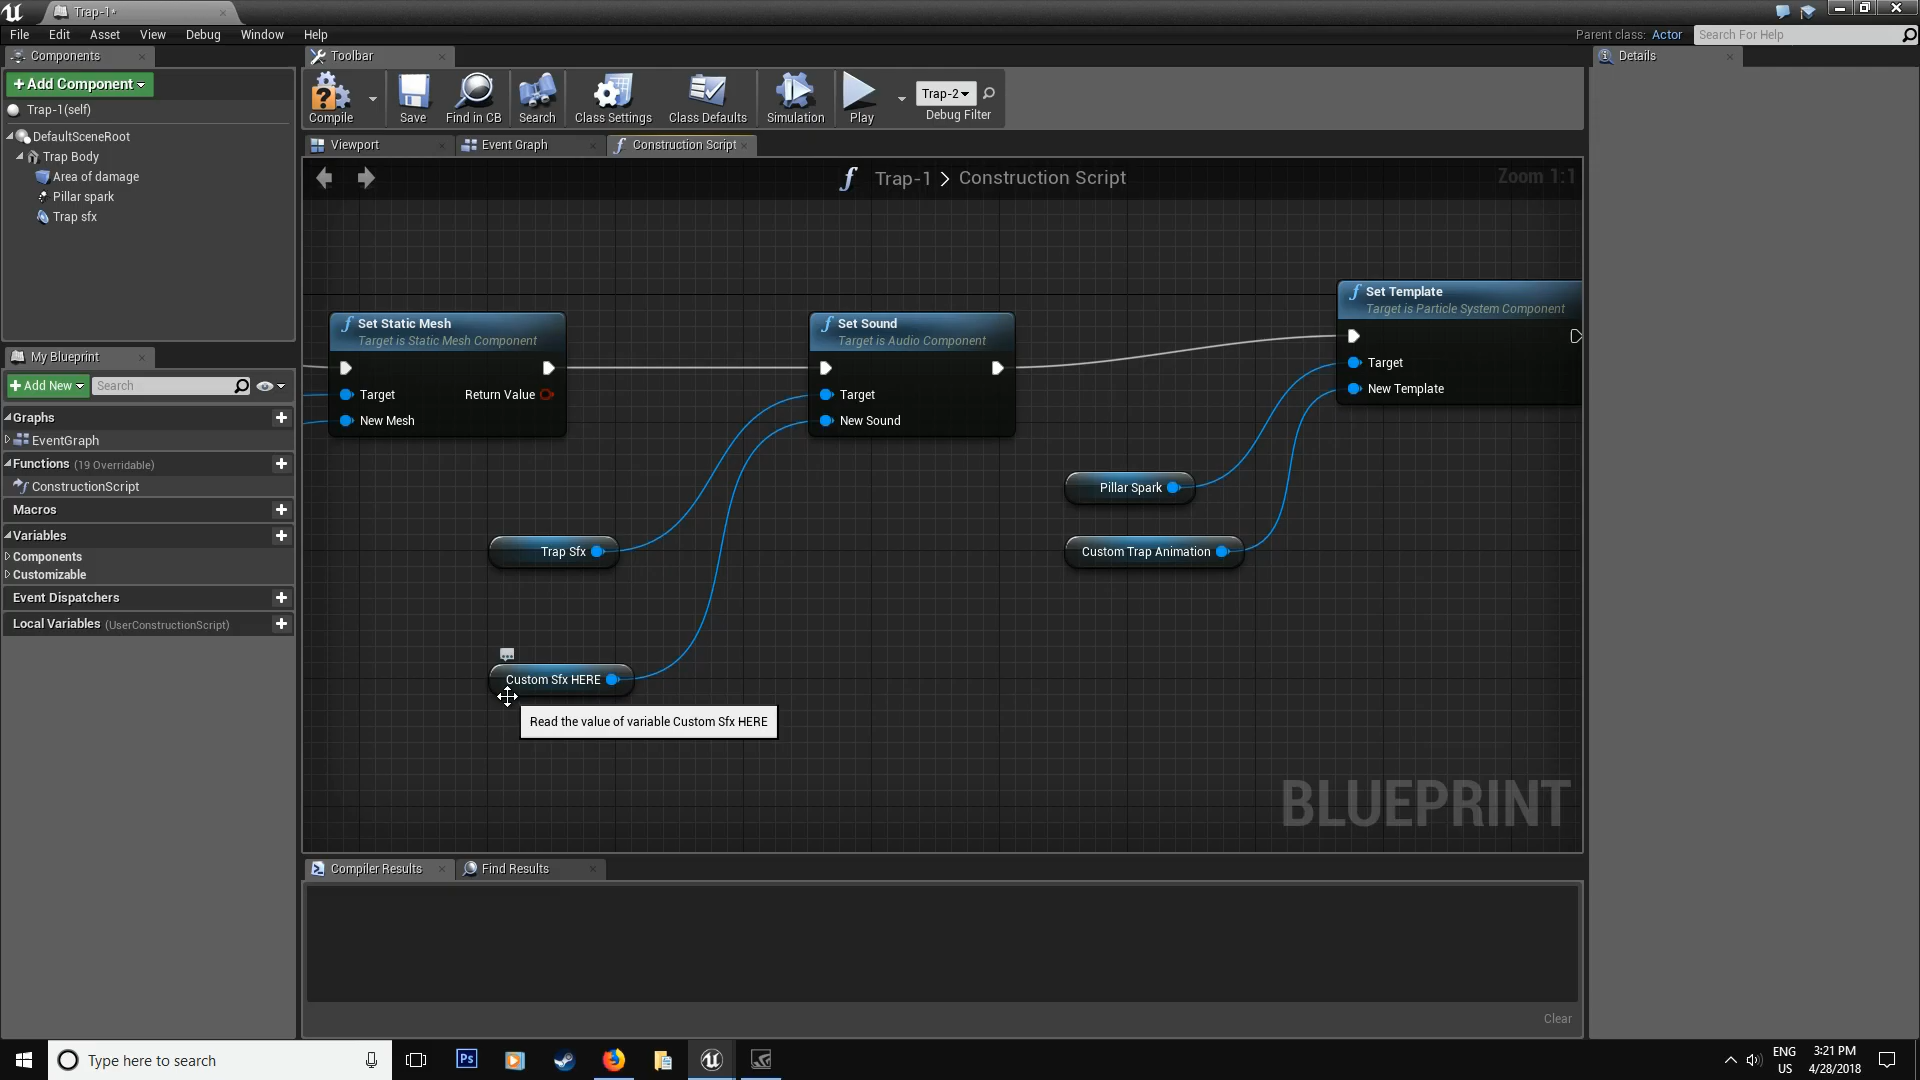 Trap-1*
File Edit Asset View Debug Window Help
Parent class: Actor Search For Help
Components
Toolbar
Details
+Add Component
Trap-1(self)
DefaultSceneRoot
Trap Body
Area of damage
Pillar spark
Trap sfx
Compile
Save
Find in CB
Search
Class Settings
Class Defaults
Simulation
Play
Trap-2
Debug Filter
Viewport
Event Graph
Construction Script
Trap-1 > Construction Script
Zoom 1:1
My Blueprint
+Add New Search
Graphs
EventGraph
Functions (19 Overridable)
ConstructionScript
Macros
Variables
Components
Customizable
Event Dispatchers
Local Variables (UserConstructionScript)
Set Static Mesh
Target is Static Mesh Component
Target Return Value
New Mesh
Set Sound
Target is Audio Component
Target
New Sound
Set Template
Target is Particle System Component
Target
New Template
Pillar Spark
Trap Sfx
Custom Trap Animation
Custom Sfx HERE
Read the value of variable Custom Sfx HERE
BLUEPRINT
Compiler Results
Find Results
Clear
Type here to search
Ps
ENG
US
3:21 PM
4/28/2018